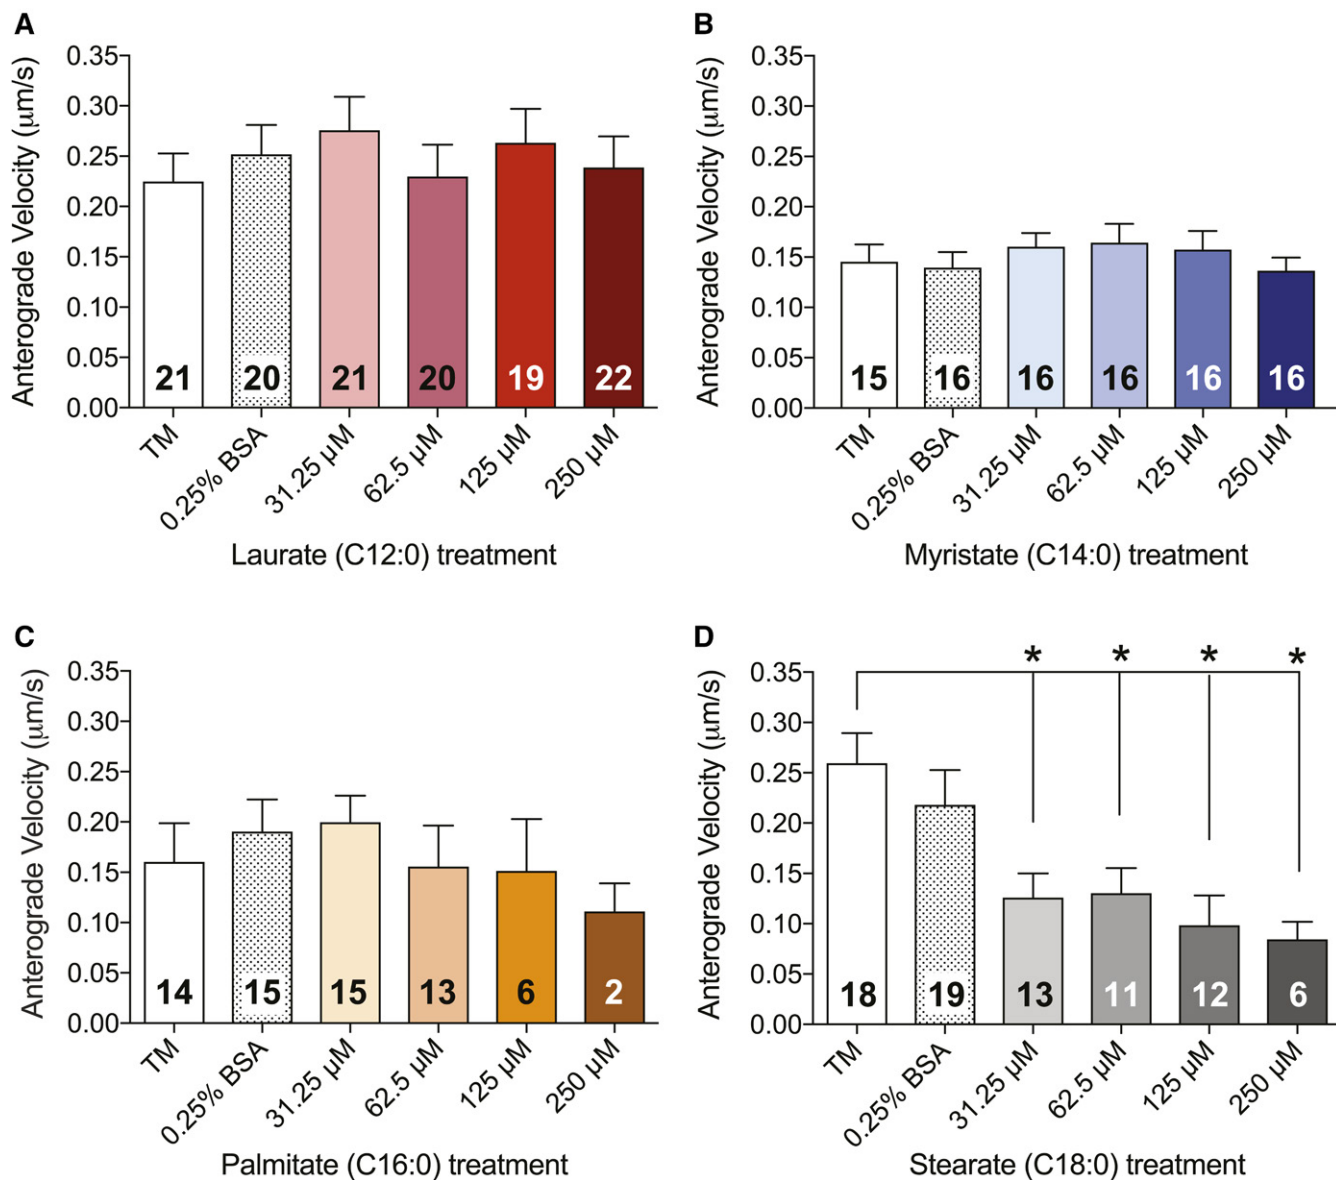 A
Anterograde Velocity (μm/s)
0.35
0.30
0.25
0.20
0.15
0.10
0.05
0.00
21
20
21
20
19
22
TM
0.25% BSA
31.25 μM
62.5 μM
125 μM
250 μM
Laurate (C12:0) treatment
B
Anterograde Velocity (μm/s)
0.35
0.30
0.25
0.20
0.15
0.10
0.05
0.00
15
16
16
16
16
16
TM
0.25% BSA
31.25 μM
62.5 μM
125 μM
250 μM
Myristate (C14:0) treatment
C
Anterograde Velocity (μm/s)
0.35
0.30
0.25
0.20
0.15
0.10
0.05
0.00
14
15
15
13
6
2
TM
0.25% BSA
31.25 μM
62.5 μM
125 μM
250 μM
Palmitate (C16:0) treatment
D
Anterograde Velocity (μm/s)
0.35
0.30
0.25
0.20
0.15
0.10
0.05
0.00
* * * *
18
19
13
11
12
6
TM
0.25% BSA
31.25 μM
62.5 μM
125 μM
250 μM
Stearate (C18:0) treatment